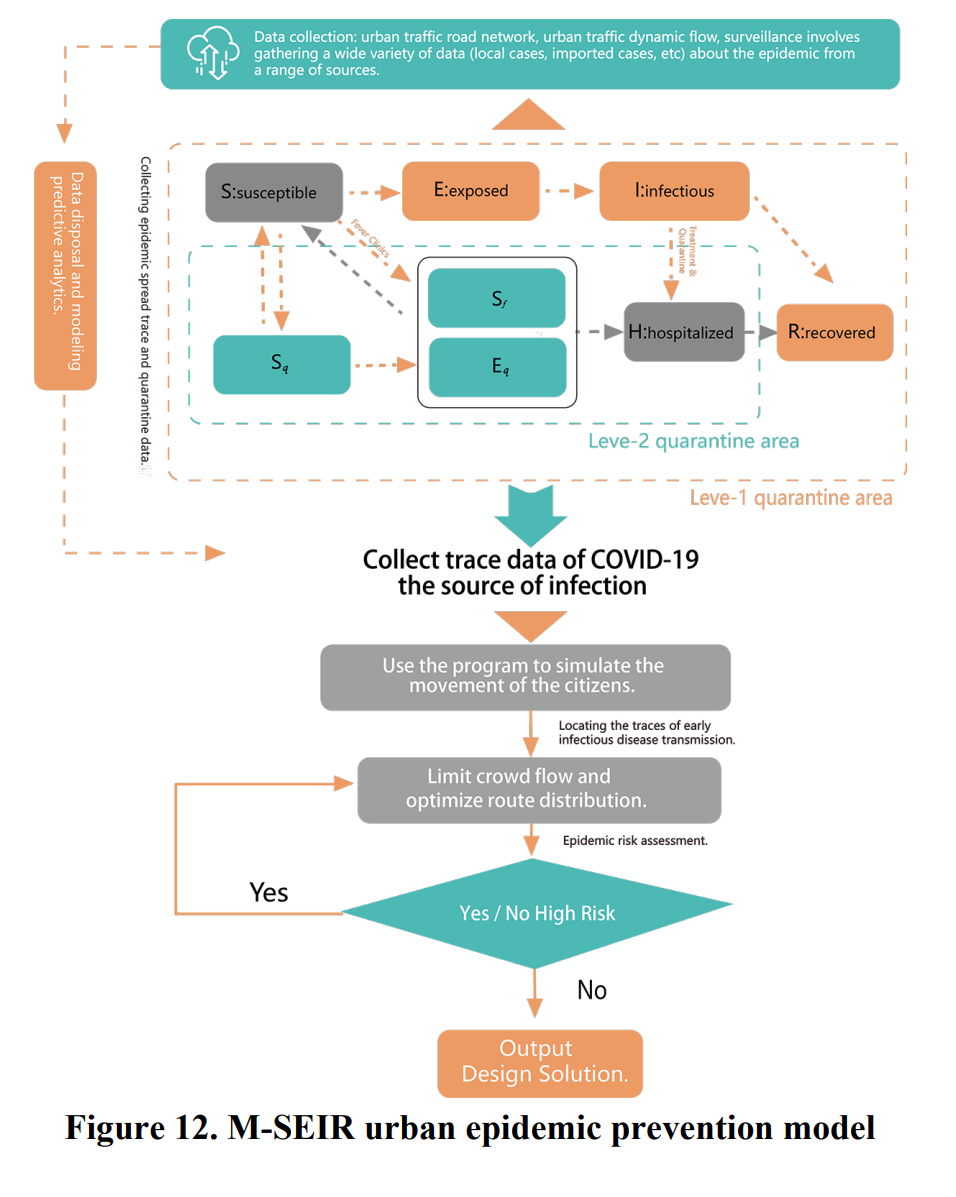 Data collection: urban traffic road network, urban traffic dynamic flow, surveillance involves
gathering a wide variety of data (local cases, imported cases, etc) about the epidemic from
a range of sources.
Data disposal and modeling
predictive analytics.
Collecting epidemic spread trace and quarantine data.
S:susceptible
E:exposed
I:infectious
Fever Clinics
Treatment &
Quarantine
Sf
Eq
Sq
H:hospitalized
R:recovered
Leve-2 quarantine area
Leve-1 quarantine area
Collect trace data of COVID-19
the source of infection
Use the program to simulate the
movement of the citizens.
Locating the traces of early
infectious disease transmission.
Limit crowd flow and
optimize route distribution.
Epidemic risk assessment.
Yes
Yes / No High Risk
No
Output
Design Solution.
Figure 12. M-SEIR urban epidemic prevention model